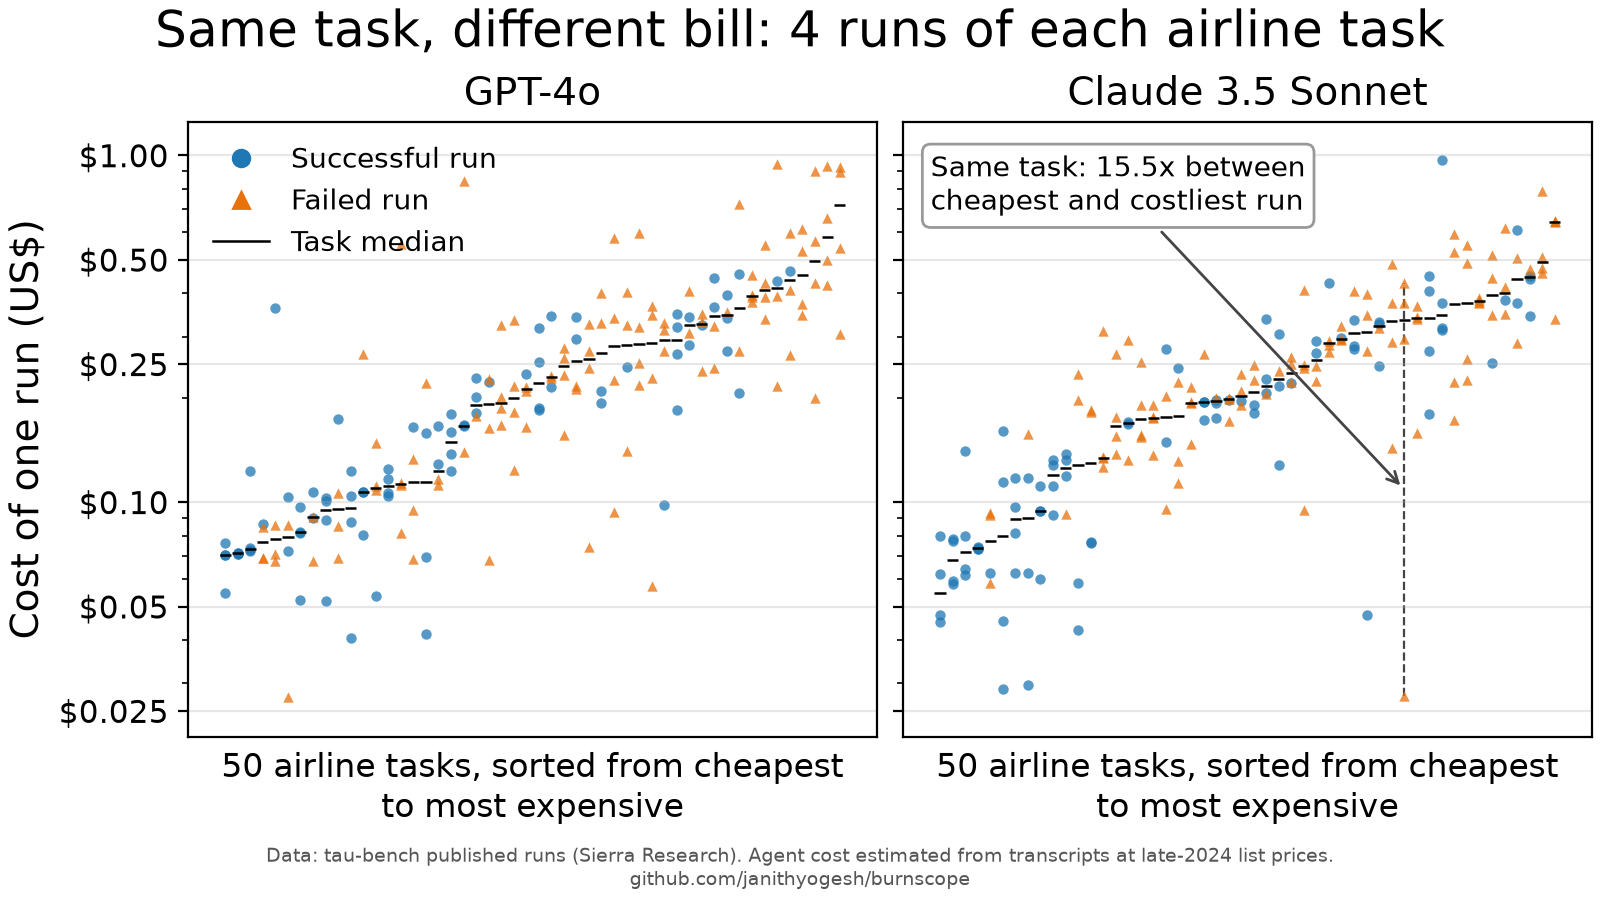 Same task, different bill: 4 runs of each airline task
GPT-4o
Claude 3.5 Sonnet
Cost of one run (US$)
$1.00
$0.50
$0.25
$0.10
$0.05
$0.025
Successful run
Failed run
Task median
Same task: 15.5x between
cheapest and costliest run
50 airline tasks, sorted from cheapest
to most expensive
50 airline tasks, sorted from cheapest
to most expensive
Data: tau-bench published runs (Sierra Research). Agent cost estimated from transcripts at late-2024 list prices.
github.com/janithyogesh/burnscope